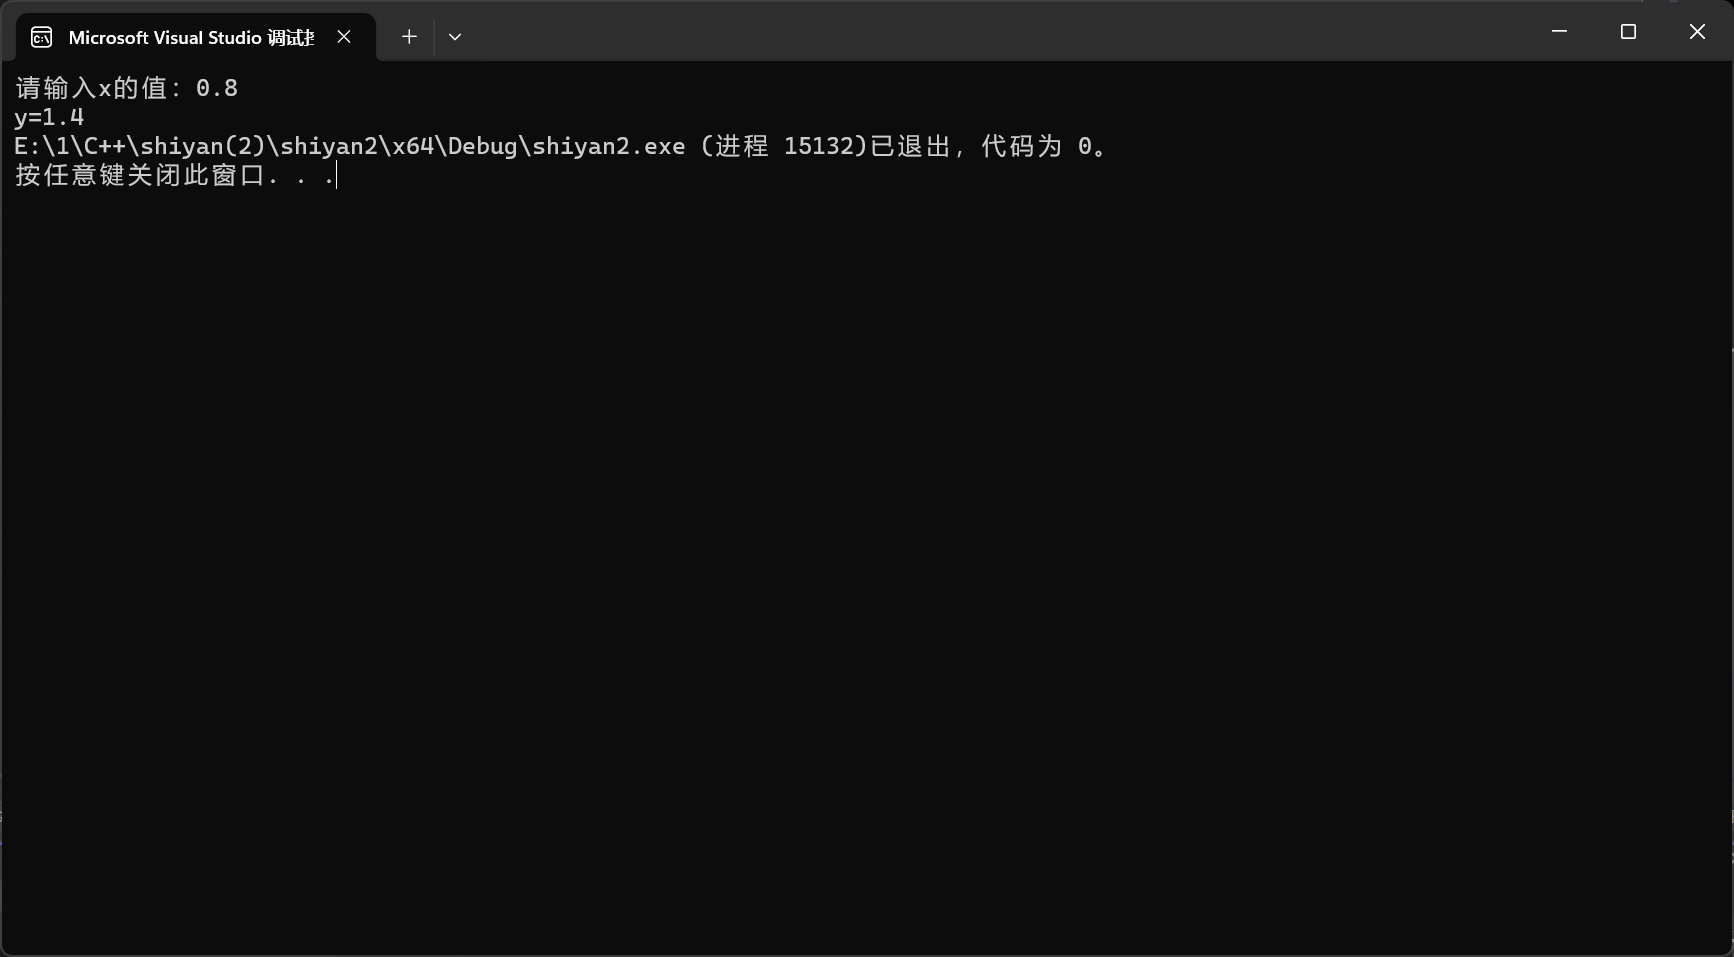 Microsoft Visual Studio 调试
请输入x的值：0.8
y=1.4
E:\1\C++\shiyan(2)\shiyan2\x64\Debug\shiyan2.exe (进程 15132)已退出，代码为 0。
按任意键关闭此窗口. . .